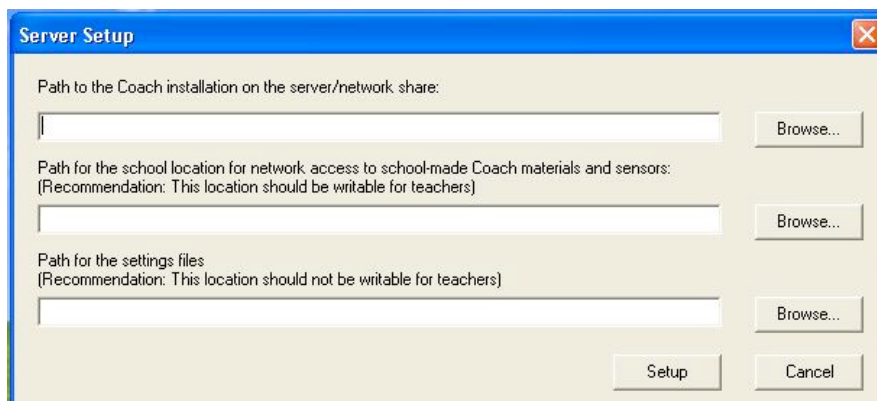 Server Setup
Path to the Coach installation on the server/network share:
Browse...
Path for the school location for network access to school-made Coach materials and sensors:
(Recommendation: This location should be writable for teachers)
Browse...
Path for the settings files
(Recommendation: This location should not be writable for teachers)
Browse...
Setup
Cancel